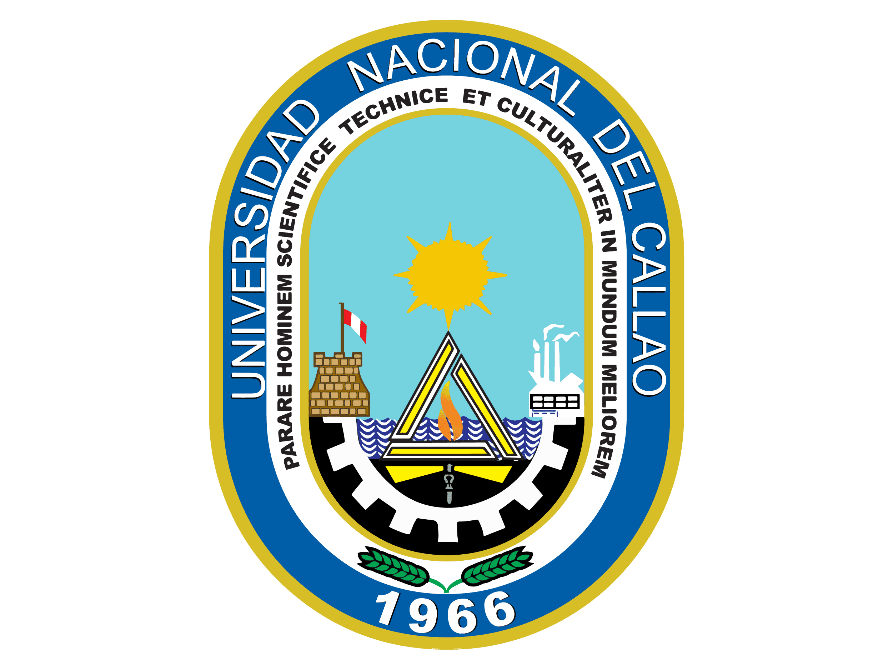 UNIVERSIDAD NACIONAL DEL CALLAO
PARARE HOMINEM SCIENTIFICE TECHNICE ET CULTURALITER IN MUNDUM MELIOREM
1966